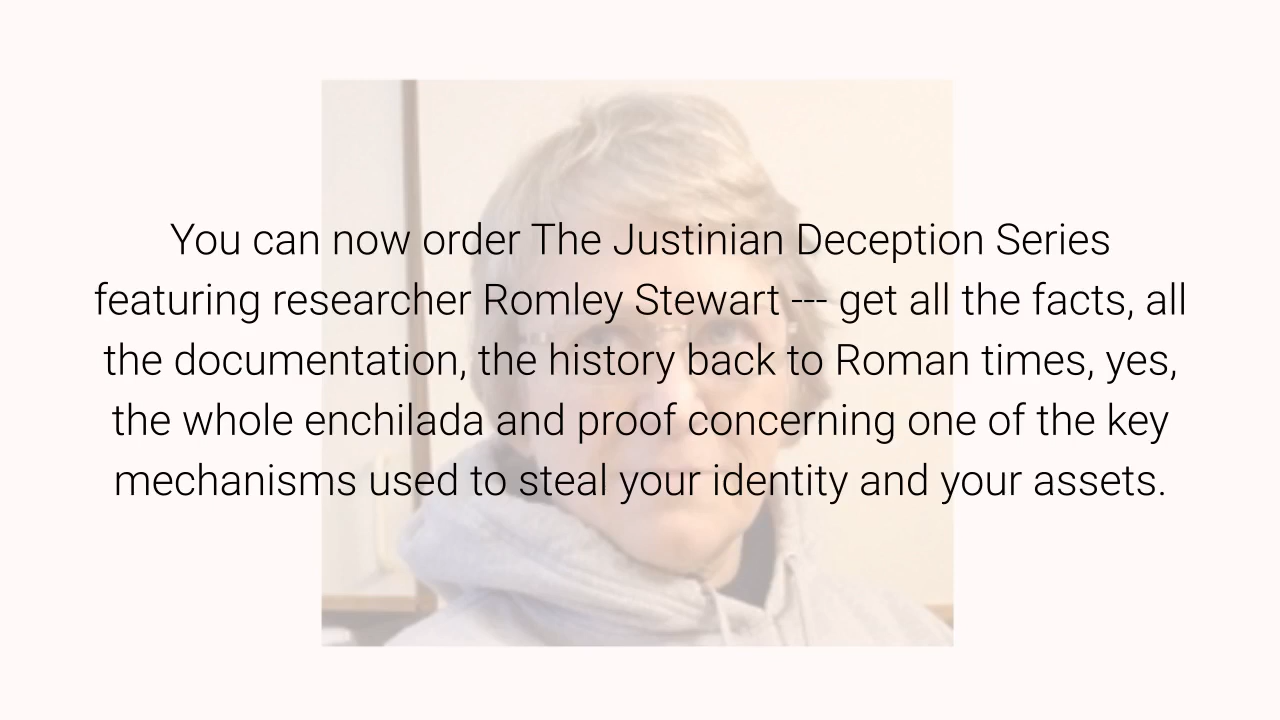 You can now order The Justinian Deception Series
featuring researcher Romley Stewart --- get all the facts, all
the documentation, the history back to Roman times, yes,
the whole enchilada and proof concerning one of the key
mechanisms used to steal your identity and your assets.